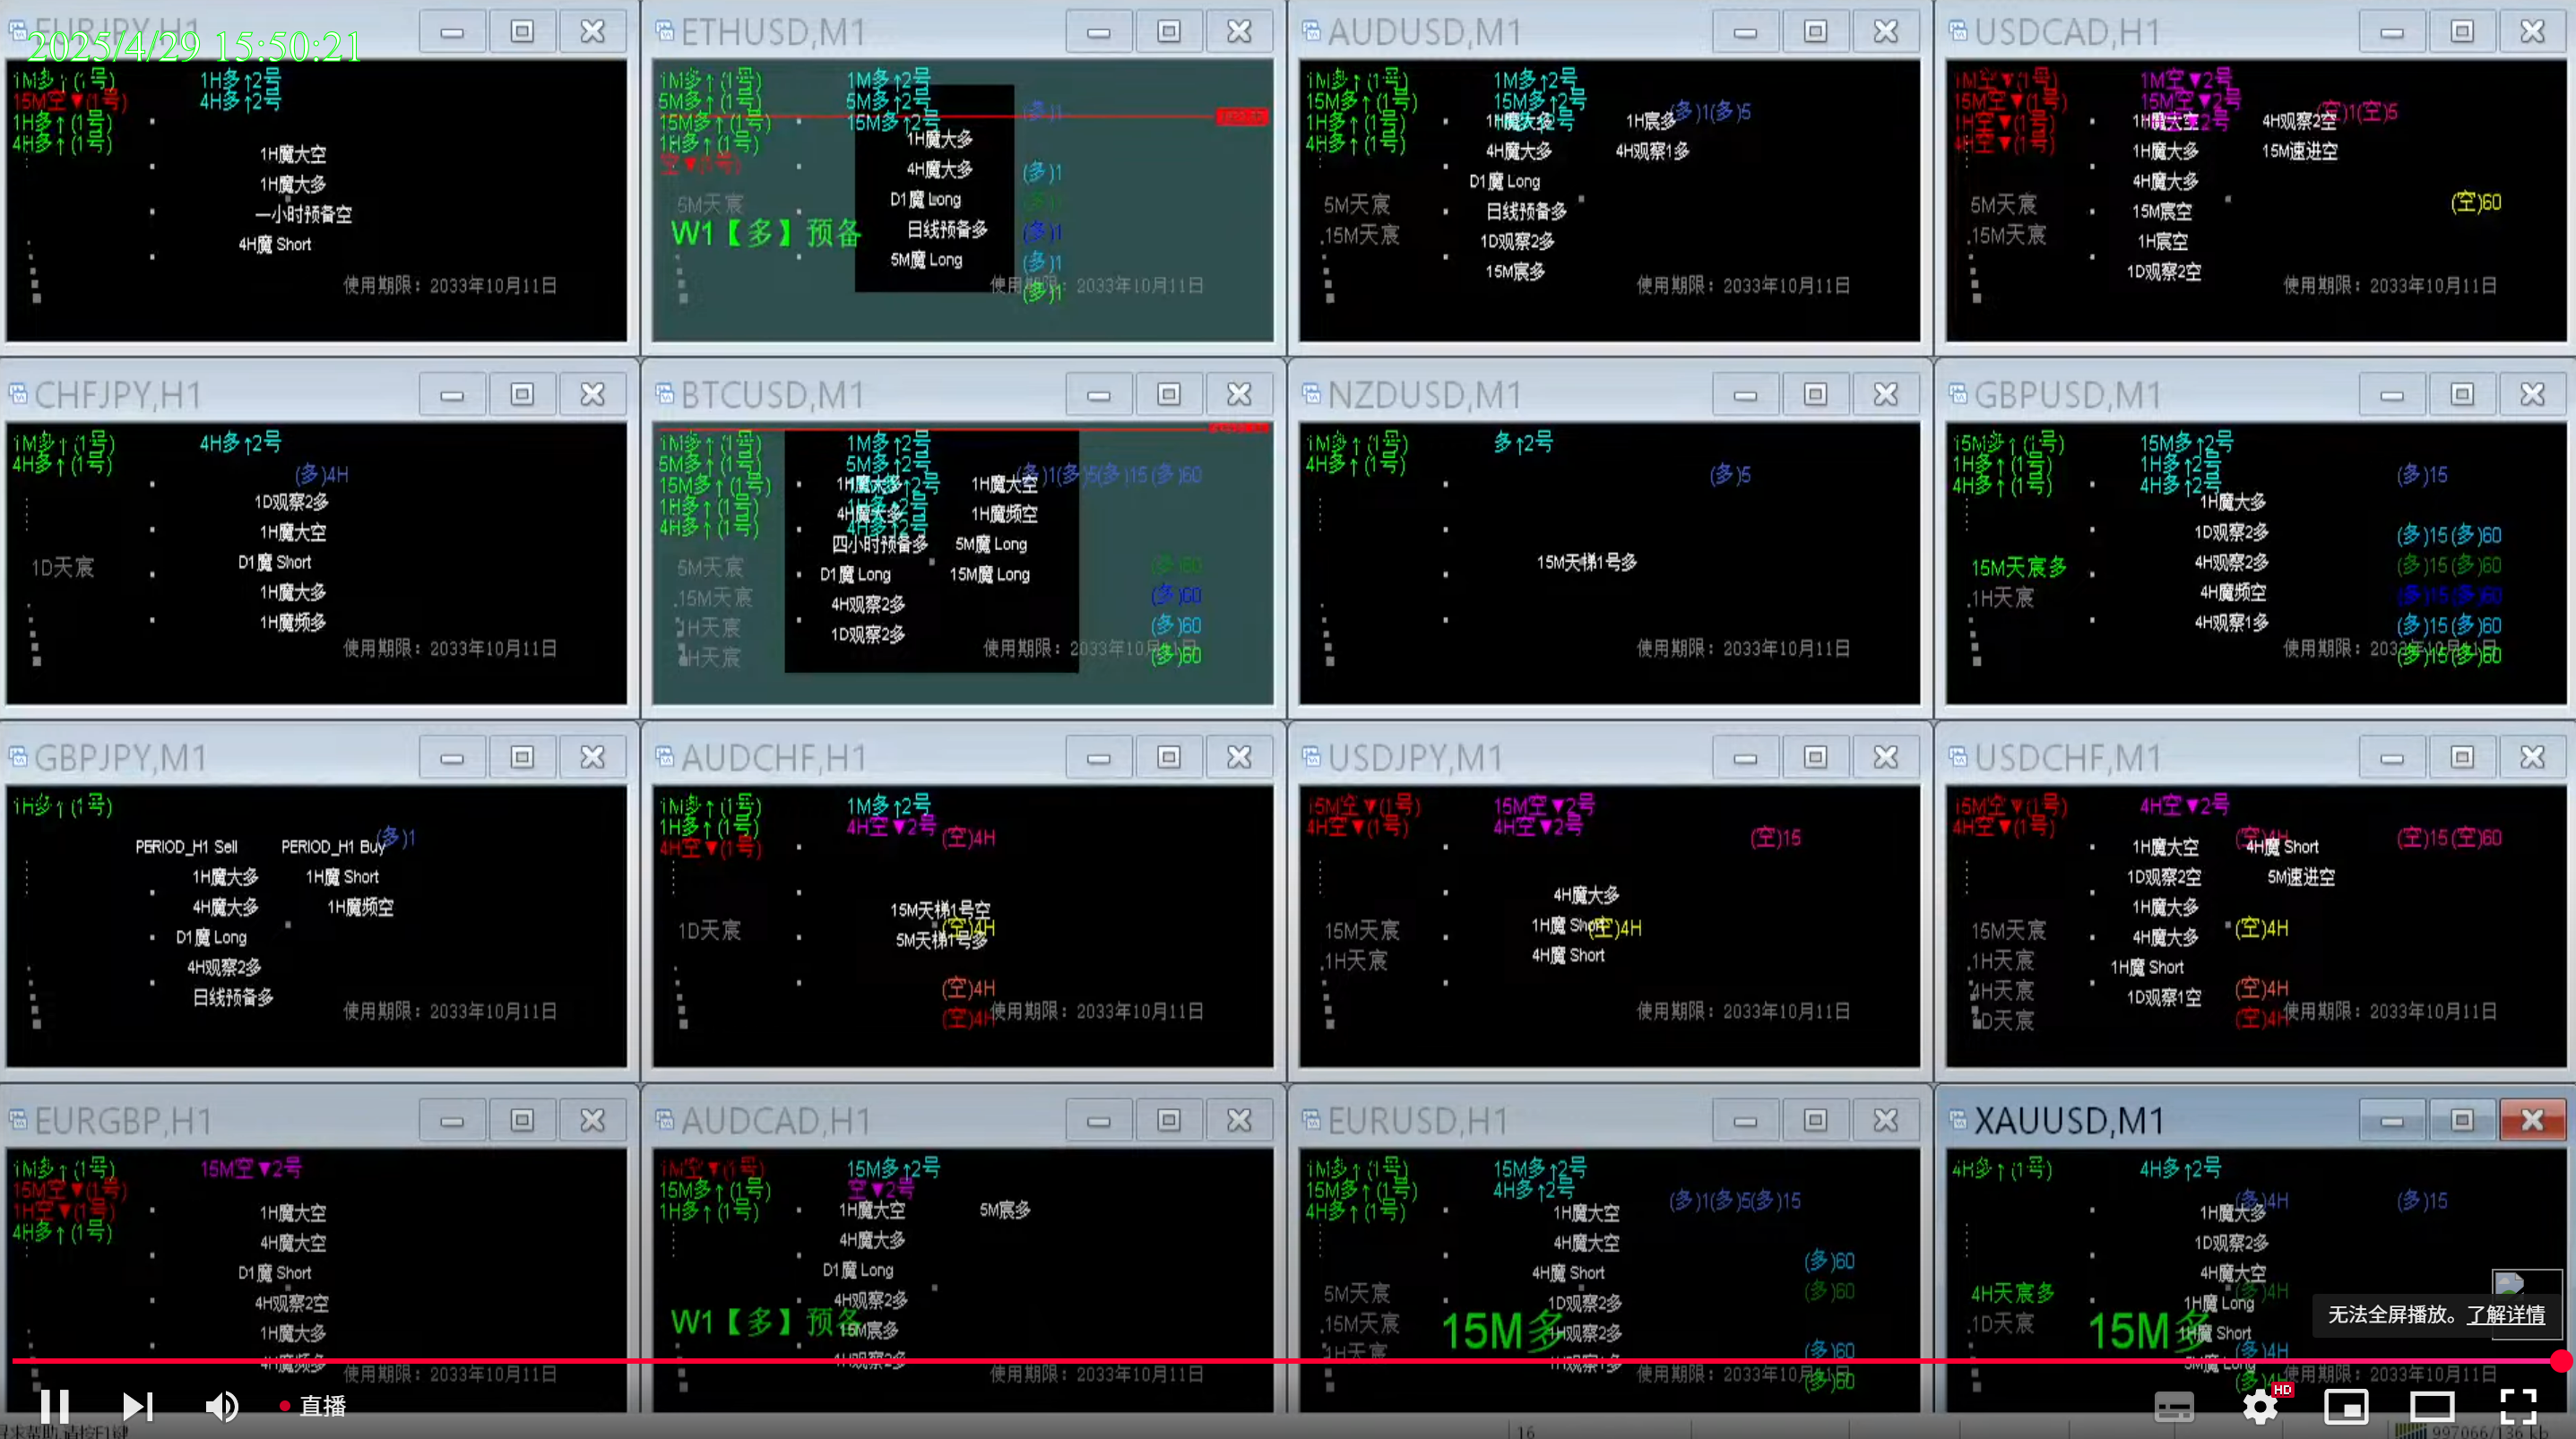 EURJPY,H1
2025/4/29 15:50:21
1M多↑(1号)
15M空▼(1号)
1H多↑(1号)
4H多↑(1号)
1H多↑2号
4H多↑2号
1H魔大空
1H魔大多
一小时预备空
4H魔 Short
使用期限：2033年10月11日
ETHUSD,M1
1M多↑(1号)
5M多↑(1号)
15M多↑(1号)
1H多↑(1号)
空▼(1号)
1M多↑2号
5M多↑2号
15M多↑2号
(多)1
1H魔大多
4H魔大多
D1魔 Long
日线预备多
5M魔 Long
5M天宸
W1【多】预备
(多)1
(多)1
(多)1
(多)1
(多)1
使用期限：2033年10月11日
AUDUSD,M1
1M多↑(1号)
15M多↑(1号)
1H多↑(1号)
4H多↑(1号)
1M多↑2号
15M多↑2号
(多)1(多)5
1H魔大多
4H魔大多
D1魔 Long
日线预备多
1D观察2多
15M宸多
1H宸多
4H观察1多
5M天宸
15M天宸
使用期限：2033年10月11日
USDCAD,H1
1M空▼(1号)
15M空▼(1号)
1H空▼(1号)
4H空▼(1号)
1M空▼2号
15M空▼2号
(空)1(空)5
1H魔大空
1H魔大多
4H魔大多
15M宸空
1H宸空
1D观察2空
4H观察2空
15M速进空
(空)60
5M天宸
15M天宸
使用期限：2033年10月11日
CHFJPY,H1
1M多↑(1号)
4H多↑(1号)
4H多↑2号
(多)4H
1D观察2多
1H魔大空
D1魔 Short
1H魔大多
1H魔频多
1D天宸
使用期限：2033年10月11日
BTCUSD,M1
1M多↑(1号)
5M多↑(1号)
15M多↑(1号)
1H多↑(1号)
4H多↑(1号)
1M多↑2号
5M多↑2号
15M多↑2号
1H多↑2号
4H多↑2号
(多)1(多)5(多)15(多)60
1H魔大多
4H魔大多
四小时预备多
D1魔 Long
4H观察2多
1D观察2多
1H魔大空
1H魔频空
5M魔 Long
15M魔 Long
5M天宸
15M天宸
1H天宸
H天宸
(多)60
(多)60
(多)60
(多)60
使用期限：2033年10月11日
NZDUSD,M1
1M多↑(1号)
4H多↑(1号)
多↑2号
(多)5
15M天梯1号多
使用期限：2033年10月11日
GBPUSD,M1
15M多↑(1号)
1H多↑(1号)
4H多↑(1号)
15M多↑2号
1H多↑2号
4H多↑2号
(多)15
1H魔大多
1D观察2多
4H观察2多
4H魔频空
4H观察1多
15M天宸多
1H天宸
(多)15(多)60
(多)15(多)60
(多)15(多)60
(多)15(多)60
(多)15(多)60
使用期限：2033年10月11日
GBPJPY,M1
1H多↑(1号)
(多)1
PERIOD_H1 Sell
1H魔大多
4H魔大多
D1魔 Long
4H观察2多
日线预备多
PERIOD_H1 Buy
1H魔 Short
1H魔频空
使用期限：2033年10月11日
AUDCHF,H1
1M多↑(1号)
1H多↑(1号)
4H空▼(1号)
1M多↑2号
4H空▼2号
(空)4H
15M天梯1号空
5M天梯1号多
(空)4H
(空)4H
(空)4H
1D天宸
使用期限：2033年10月11日
USDJPY,M1
15M空▼(1号)
4H空▼(1号)
15M空▼2号
4H空▼2号
(空)15
4H魔大多
1H魔 Short
4H魔 Short
(空)4H
15M天宸
1H天宸
使用期限：2033年10月11日
USDCHF,M1
15M空▼(1号)
4H空▼(1号)
4H空▼2号
(空)4H
(空)15(空)60
1H魔大空
1D观察2空
1H魔大多
4H魔大多
1H魔 Short
1D观察1空
4H魔 Short
5M速进空
(空)4H
(空)4H
(空)4H
15M天宸
1H天宸
4H天宸
D天宸
使用期限：2033年10月11日
EURGBP,H1
1M多↑(1号)
15M空▼(1号)
1H空▼(1号)
4H多↑(1号)
15M空▼2号
1H魔大空
4H魔大空
D1魔 Short
4H观察2空
1H魔大多
4H魔频多
使用期限：2033年10月11日
AUDCAD,H1
1M空▼(1号)
15M多↑(1号)
1H多↑(1号)
15M多↑2号
空▼2号
1H魔大空
4H魔大多
D1魔 Long
4H观察2多
15M宸多
5M宸多
W1【多】预备
使用期限：2033年10月11日
EURUSD,H1
1M多↑(1号)
15M多↑(1号)
4H多↑(1号)
15M多↑2号
4H多↑2号
(多)1(多)5(多)15
1H魔大空
4H魔大空
4H魔 Short
1D观察2多
1H观察2多
5M天宸
15M天宸
1H天宸
15M多
(多)60
(多)60
(多)60
(多)60
使用期限：2033年10月11日
XAUUSD,M1
4H多↑(1号)
4H多↑2号
(多)4H
(多)15
1H魔大多
1D观察2多
4H魔大空
1H魔 Long
1H魔 Short
5M魔 Long
4H天宸多
1D天宸
15M多
(多)4H
(多)4H
使用期限：2033年10月11日
无法全屏播放。了解详情
直播
HD
寻求帮助,请按F1键
16
997066/136 kb